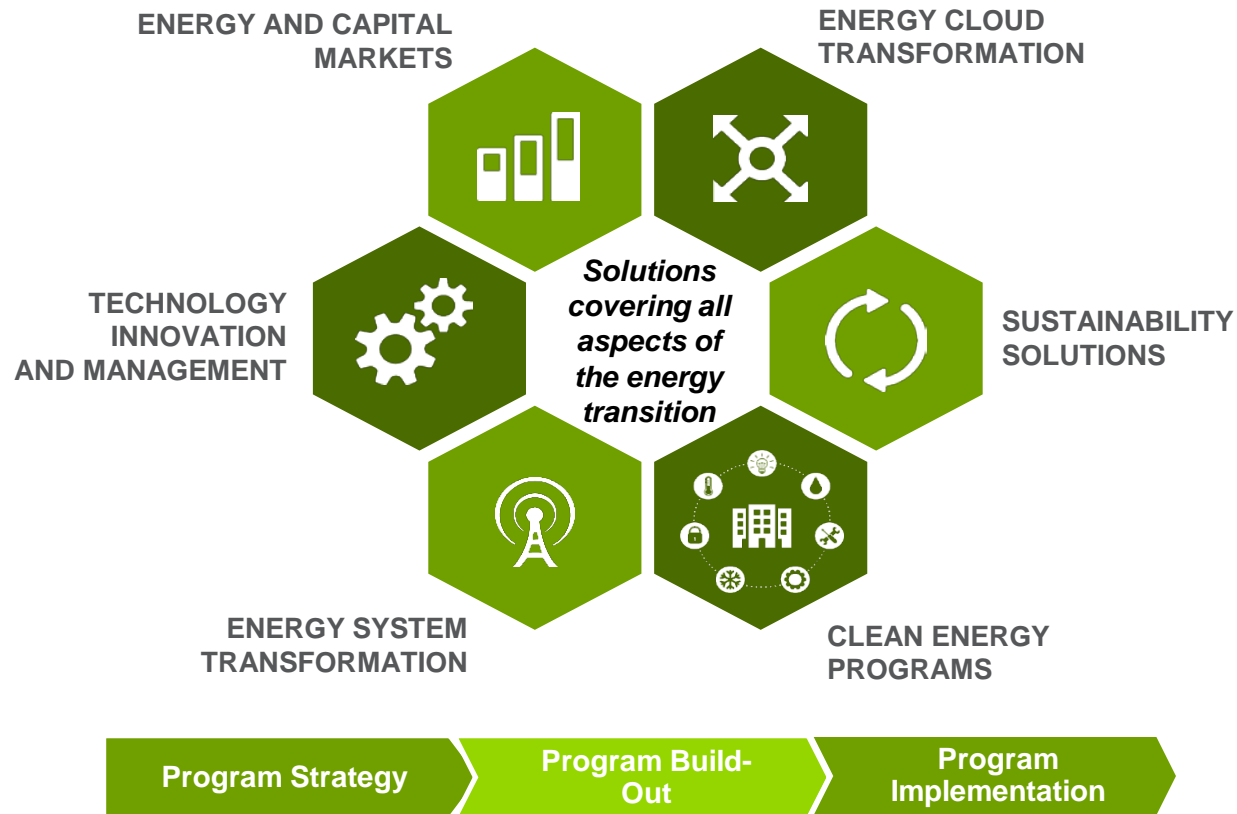 ENERGY AND CAPITAL
MARKETS
ENERGY CLOUD
TRANSFORMATION
TECHNOLOGY
INNOVATION
AND MANAGEMENT
Solutions
covering all
aspects of
the energy
transition
SUSTAINABILITY
SOLUTIONS
ENERGY SYSTEM
TRANSFORMATION
CLEAN ENERGY
PROGRAMS
Program Strategy
Program Build-
Out
Program
Implementation